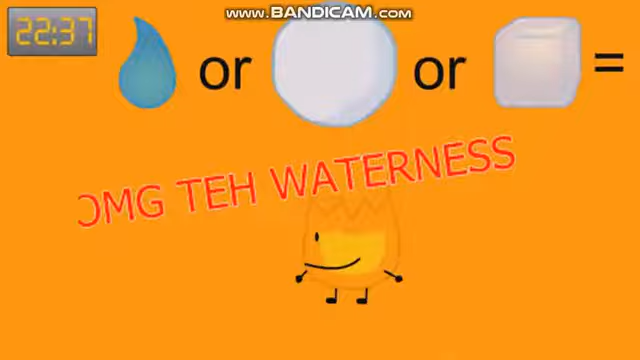 www.BANDICAM.com
22:37
or or =
OMG TEH WATERNESS